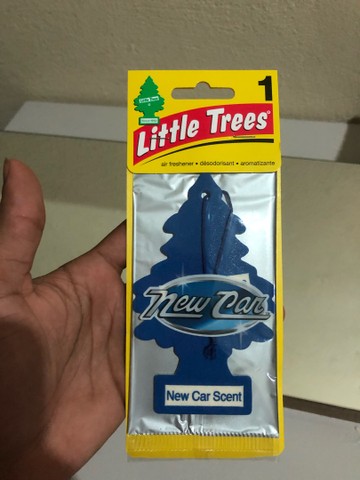 1
Little Trees
air freshener • désodorisant • aromatizante
New Car
New Car Scent